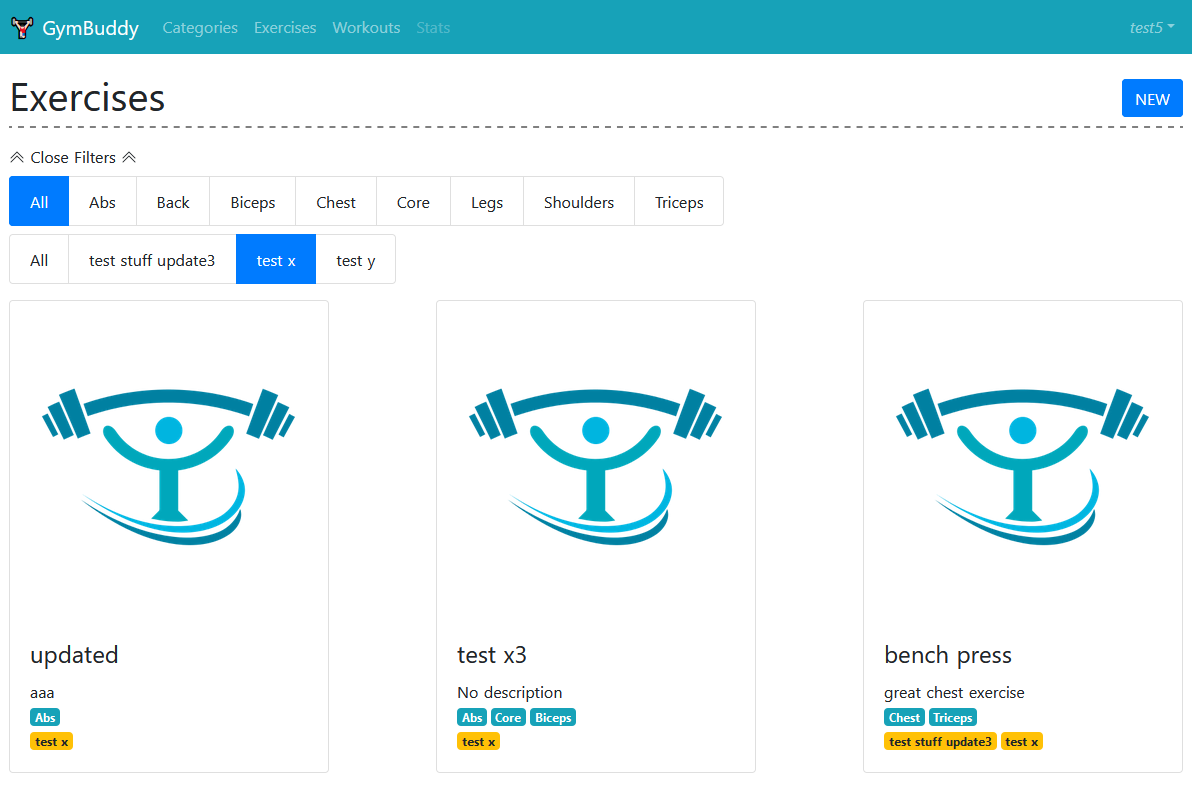 GymBuddy Categories Exercises Workouts Stats test5
Exercises NEW
Close Filters
All Abs Back Biceps Chest Core Legs Shoulders Triceps
All test stuff update3 test x test y
updated
aaa
Abs
test x
test x3
No description
Abs Core Biceps
test x
bench press
great chest exercise
Chest Triceps
test stuff update3 test x